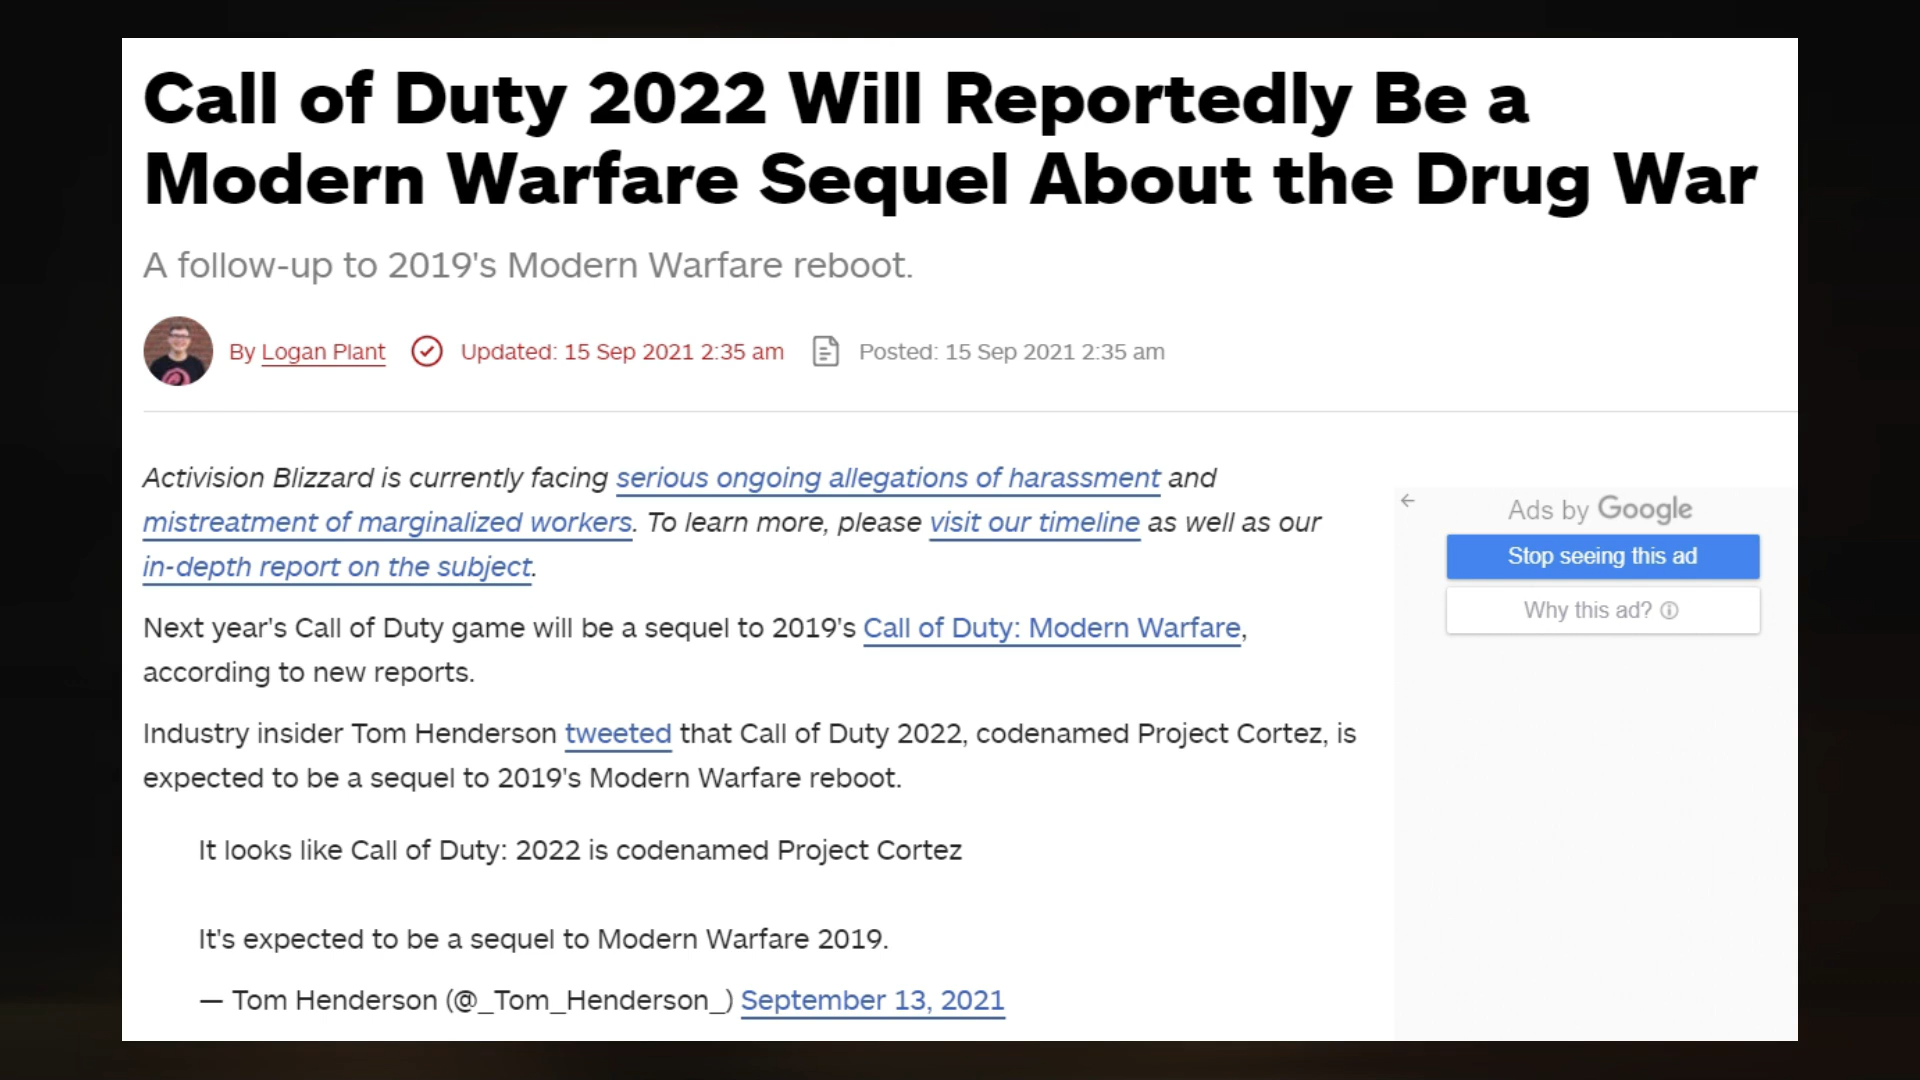 Call of Duty 2022 Will Reportedly Be a
Modern Warfare Sequel About the Drug War
A follow-up to 2019's Modern Warfare reboot.
By Logan Plant Updated: 15 Sep 2021 2:35 am Posted: 15 Sep 2021 2:35 am
Activision Blizzard is currently facing serious ongoing allegations of harassment and
mistreatment of marginalized workers. To learn more, please visit our timeline as well as our
in-depth report on the subject.
Next year's Call of Duty game will be a sequel to 2019's Call of Duty: Modern Warfare,
according to new reports.
Industry insider Tom Henderson tweeted that Call of Duty 2022, codenamed Project Cortez, is
expected to be a sequel to 2019's Modern Warfare reboot.
It looks like Call of Duty: 2022 is codenamed Project Cortez
It's expected to be a sequel to Modern Warfare 2019.
— Tom Henderson (@_Tom_Henderson_) September 13, 2021
Ads by Google
Stop seeing this ad
Why this ad?